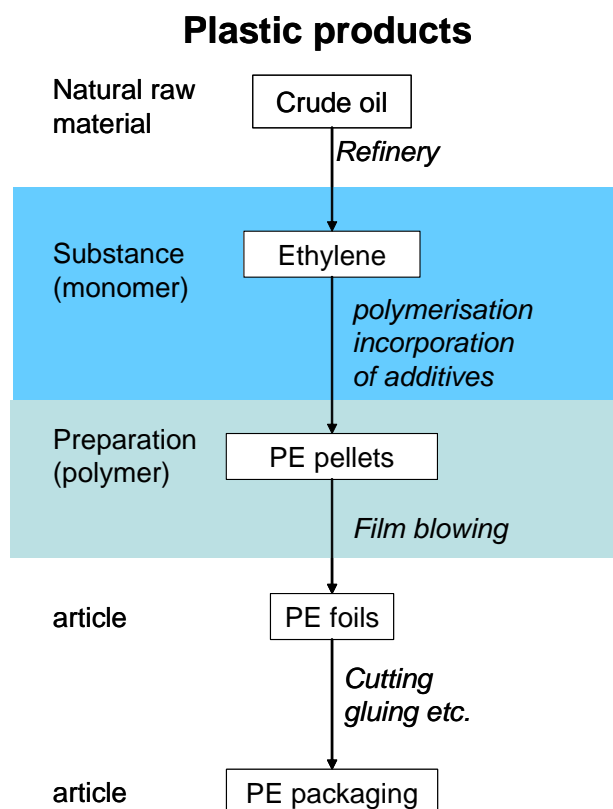 Plastic products
Natural raw
material
Crude oil
Refinery
Substance
(monomer)
Ethylene
polymerisation
incorporation
of additives
Preparation
(polymer)
PE pellets
Film blowing
article
PE foils
Cutting
gluing etc.
article
PE packaging